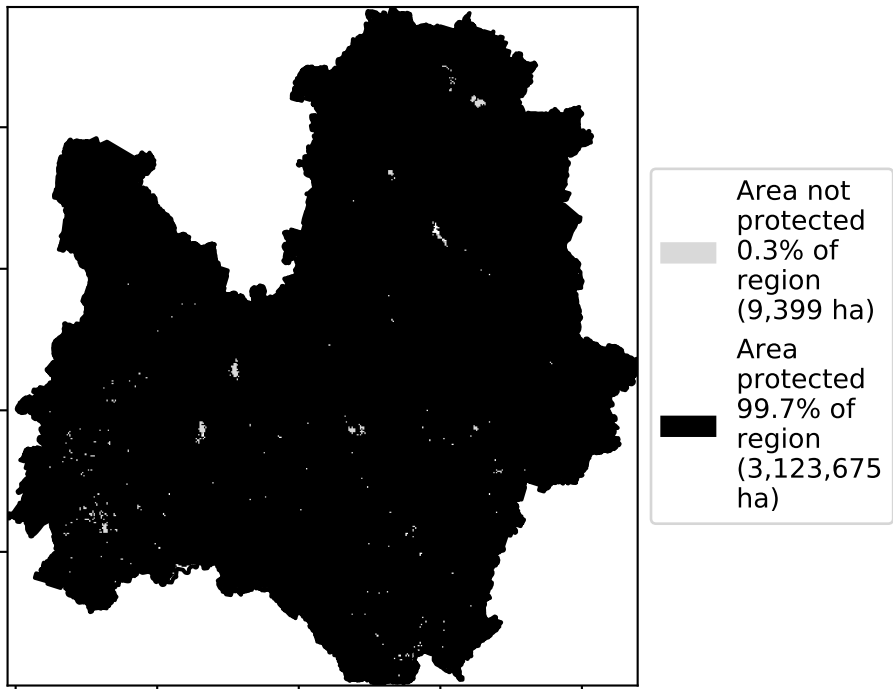 Area not
protected
0.3% of
region
(9,399 ha)
Area
protected
99.7% of
region
(3,123,675
ha)